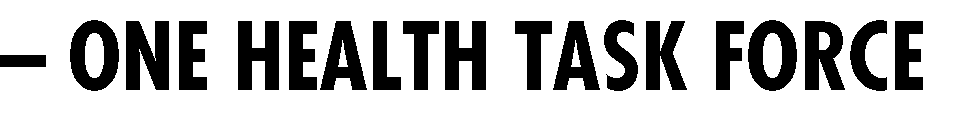 – ONE HEALTH TASK FORCE